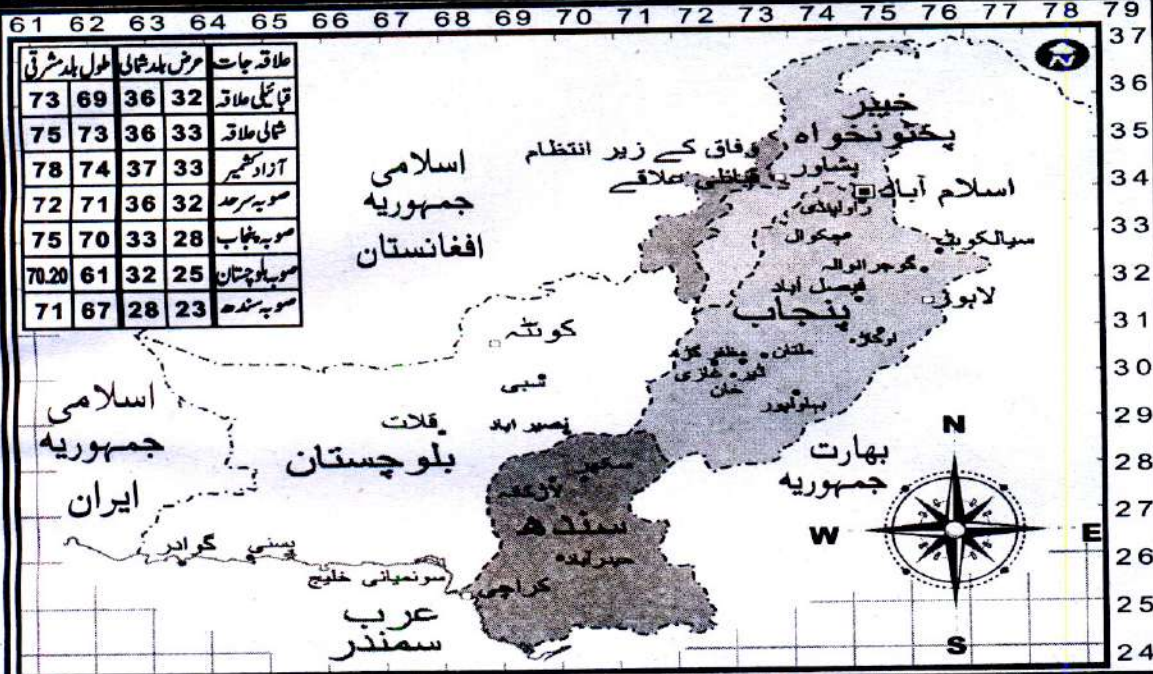 61 62 63 64 65 66 67 68 69 70 71 72 73 74 75 76 77 78 79
علاقہ جات عرض بلد شمالی طول بلد مشرقی
قبائیلی علاقہ 32 36 69 73
شمالی علاقہ 33 36 73 75
آزاد کشمیر 33 37 74 78
صوبہ سرحد 32 36 71 72
صوبہ پنجاب 28 33 70 75
صوبہ بلوچستان 25 32 61 70.20
صوبہ سندھ 23 28 67 71
37
36
35
34
33
32
31
30
29
28
27
26
25
24
N
خیبر
پختونخواہ
وفاق کے زیر انتظام
قبائلی علاقے
پشاور
اسلام آباد
راولپنڈی
چکوال
سیالکوٹ
گوجرانوالہ
فیصل آباد
لاہور
پنجاب
اوکاڑہ
ملتان
مظفر گڑھ
ڈیرہ غازی
خان
بہاولپور
اسلامی
جمہوریہ
افغانستان
کوئٹہ
سبی
نصیر آباد
قلات
بلوچستان
اسلامی
جمہوریہ
ایران
گوادر
پسنی
سونمیانی خلیج
عرب
سمندر
سکھر
لاڑکانہ
سندھ
حیدرآباد
کراچی
بھارت
جمہوریہ
N
W
E
S